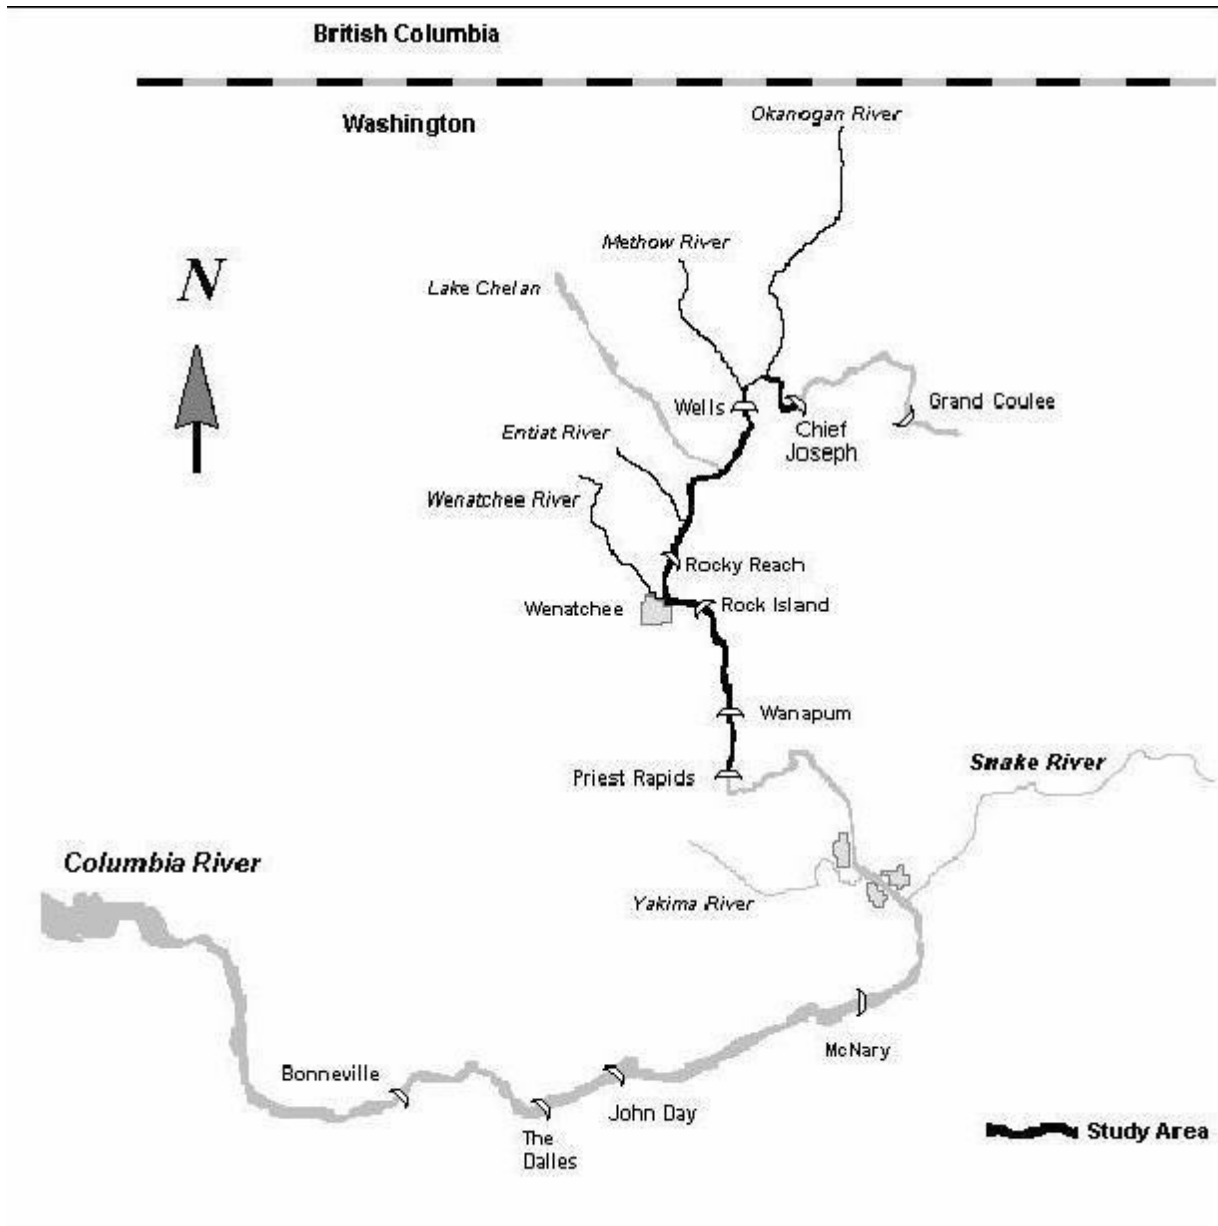 British Columbia
Washington
Okanogan River
Methow River
N
Lake Chelan
Wells
Grand Coulee
Chief
Joseph
Entiat River
Wenatchee River
Rocky Reach
Wenatchee
Rock Island
Wanapum
Priest Rapids
Snake River
Columbia River
Yakima River
McNary
Bonneville
John Day
The
Dalles
Study Area